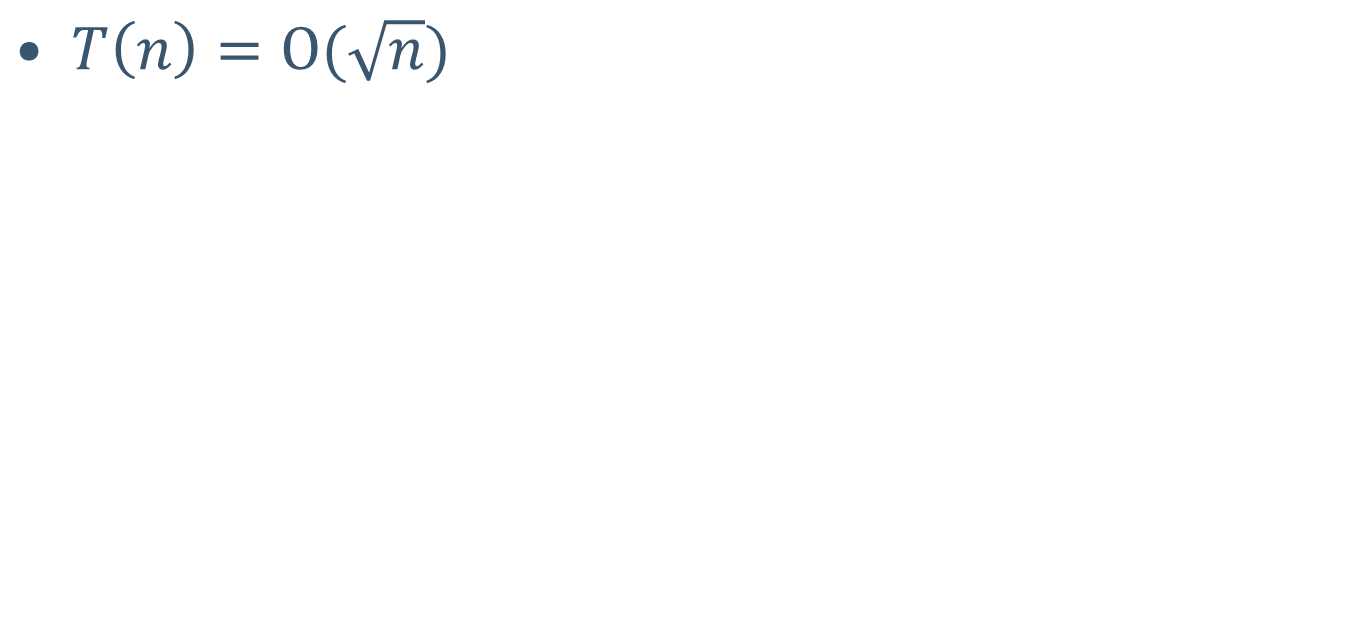 • T(n) = O(√n)